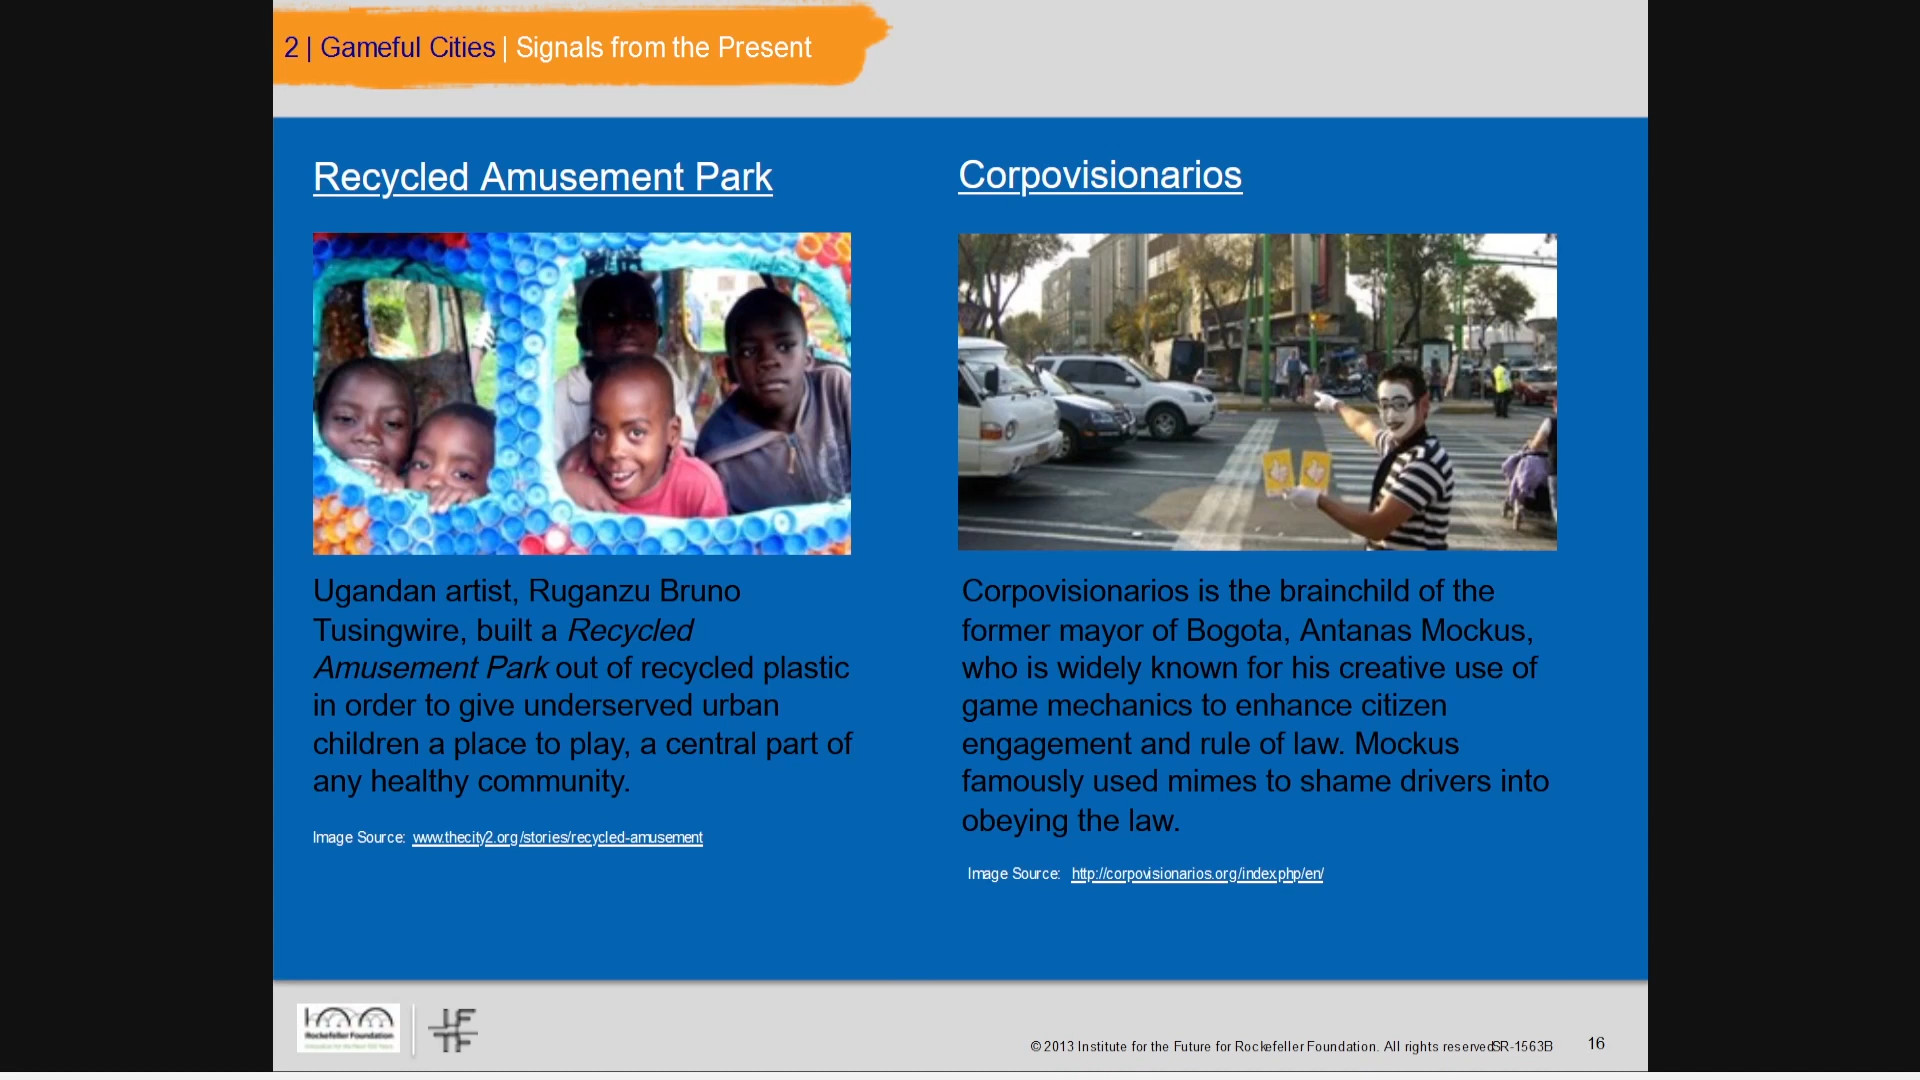 2 | Gameful Cities | Signals from the Present
Recycled Amusement Park
Ugandan artist, Ruganzu Bruno
Tusingwire, built a Recycled
Amusement Park out of recycled plastic
in order to give underserved urban
children a place to play, a central part of
any healthy community.
Image Source: www.thecity2.org/stories/recycled-amusement
Corpovisionarios
Corpovisionarios is the brainchild of the
former mayor of Bogota, Antanas Mockus,
who is widely known for his creative use of
game mechanics to enhance citizen
engagement and rule of law. Mockus
famously used mimes to shame drivers into
obeying the law.
Image Source: http://corpovisionarios.org/index.php/en/
Rockefeller Foundation
© 2013 Institute for the Future for Rockefeller Foundation. All rights reserved SR-1563B
16